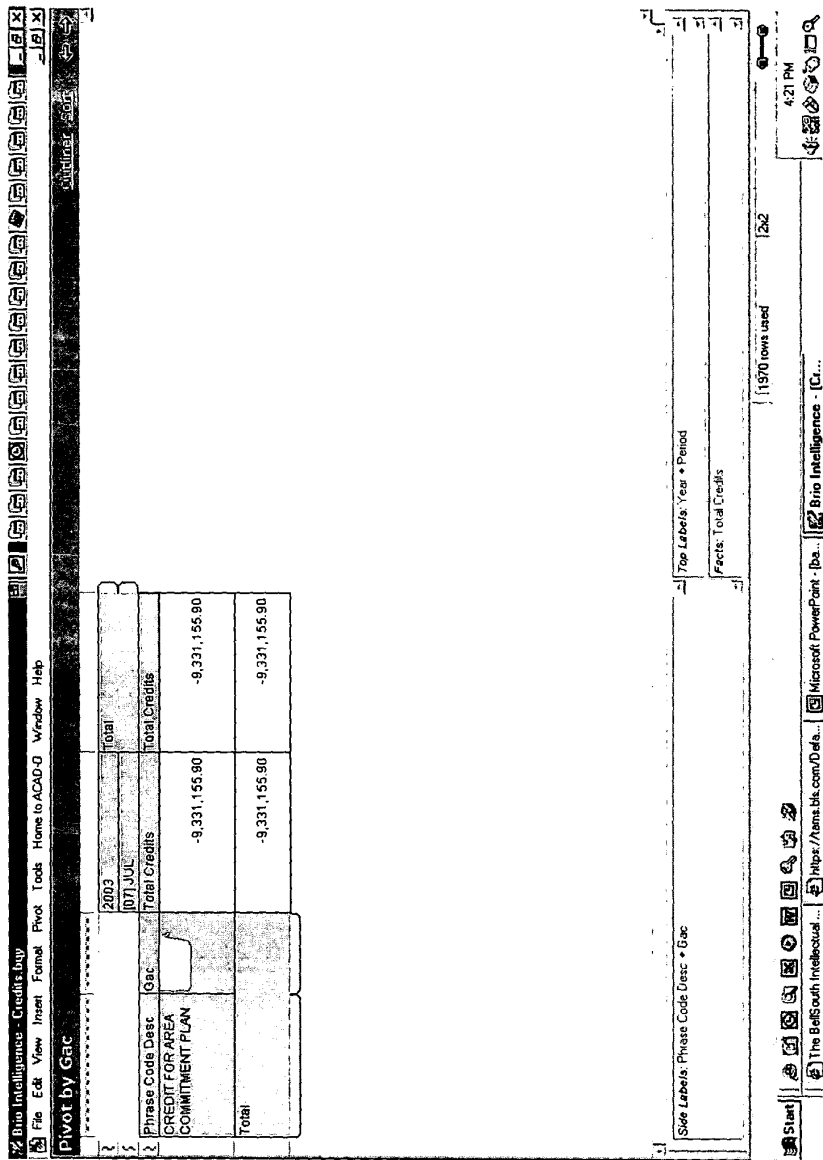 Brio Intelligence - Credits.bqy
File Edit View Insert Format Pivot Tools Home to ACAD-D Window Help
Pivot by Gac
Outliner Sort
2003 Total
[07] JUL
Phrase Code Desc Gac Total Credits Total Credits
CREDIT FOR AREA
COMMITMENT PLAN
-9,331,155.90 -9,331,155.90
Total -9,331,155.90 -9,331,155.90
Side Labels: Phrase Code Desc + Gac
Top Labels: Year + Period
Facts: Total Credits
1970 rows used 2x2
Start
The BellSouth Intellectual ... https://tams.bls.com/Defa... Microsoft PowerPoint - [ba... Brio Intelligence - [Cr...
4:21 PM